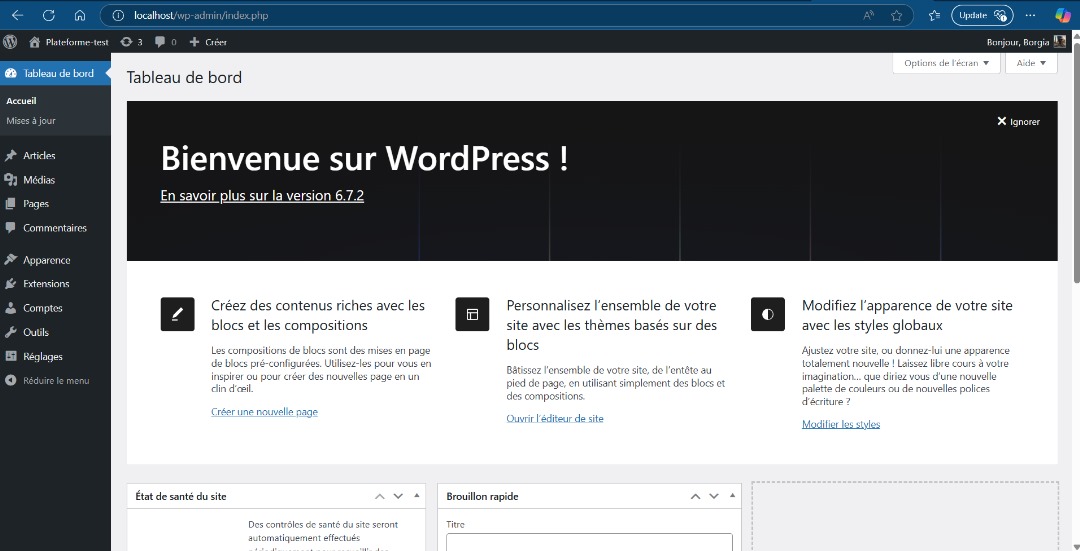 localhost/wp-admin/index.php
Update
Plateforme-test
3
0
Créer
Bonjour, Borgia
Tableau de bord
Accueil
Mises à jour
Articles
Médias
Pages
Commentaires
Apparence
Extensions
Comptes
Outils
Réglages
Réduire le menu
Options de l'écran
Aide
Tableau de bord
Ignorer
Bienvenue sur WordPress !
En savoir plus sur la version 6.7.2
Créez des contenus riches avec les
blocs et les compositions
Les compositions de blocs sont des mises en page
de blocs pré-configurées. Utilisez-les pour vous en
inspirer ou pour créer des nouvelles page en un
clin d'œil.
Créer une nouvelle page
Personnalisez l'ensemble de votre
site avec les thèmes basés sur des
blocs
Bâtissez l'ensemble de votre site, de l'entête au
pied de page, en utilisant simplement des blocs et
des compositions.
Ouvrir l'éditeur de site
Modifiez l'apparence de votre site
avec les styles globaux
Ajustez votre site, ou donnez-lui une apparence
totalement nouvelle ! Laissez libre cours à votre
imagination… que diriez vous d'une nouvelle
palette de couleurs ou de nouvelles polices
d'écriture ?
Modifier les styles
État de santé du site
Des contrôles de santé du site seront
automatiquement effectués
Brouillon rapide
Titre